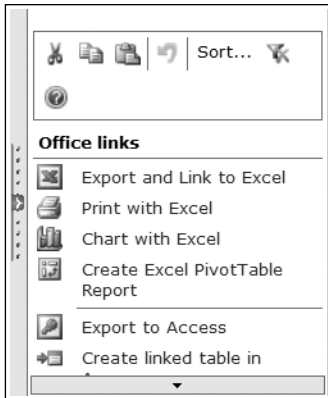 Sort...
Office links
Export and Link to Excel
Print with Excel
Chart with Excel
Create Excel PivotTable
Report
Export to Access
Create linked table in